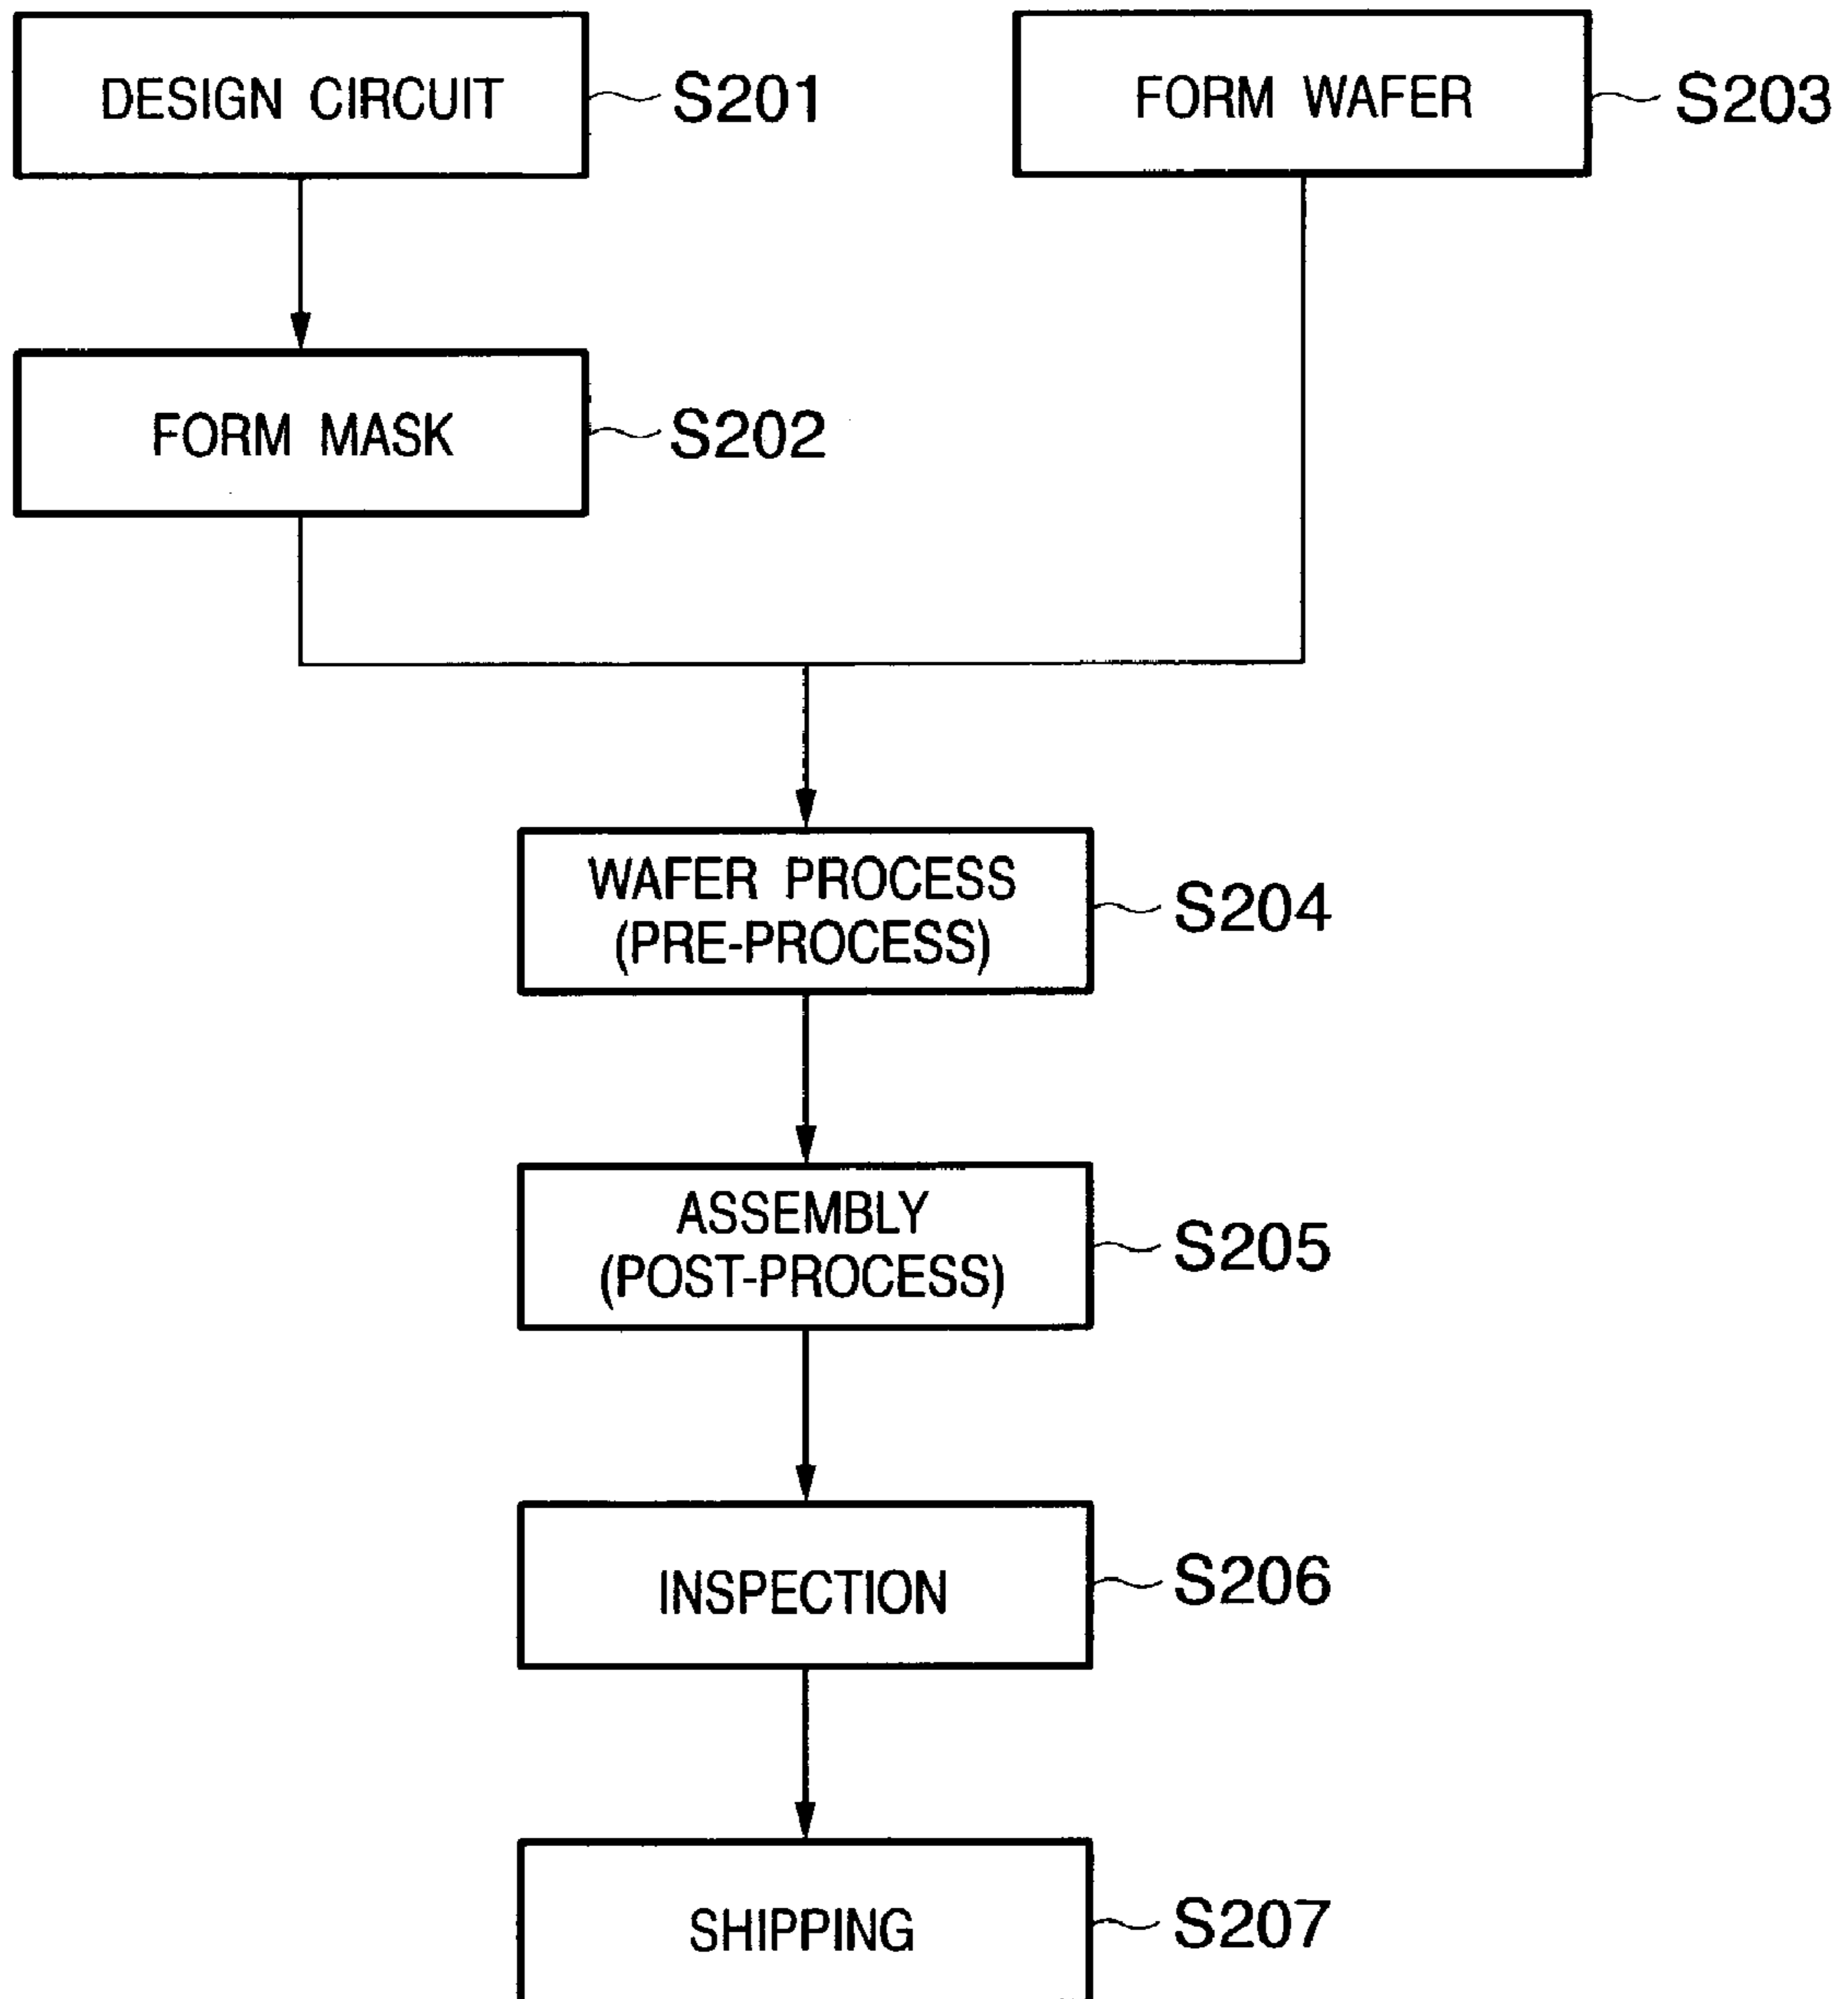 DESIGN CIRCUIT
S201
FORM WAFER
S203
FORM MASK
S202
WAFER PROCESS
(PRE-PROCESS)
S204
ASSEMBLY
(POST-PROCESS)
S205
INSPECTION
S206
SHIPPING
S207